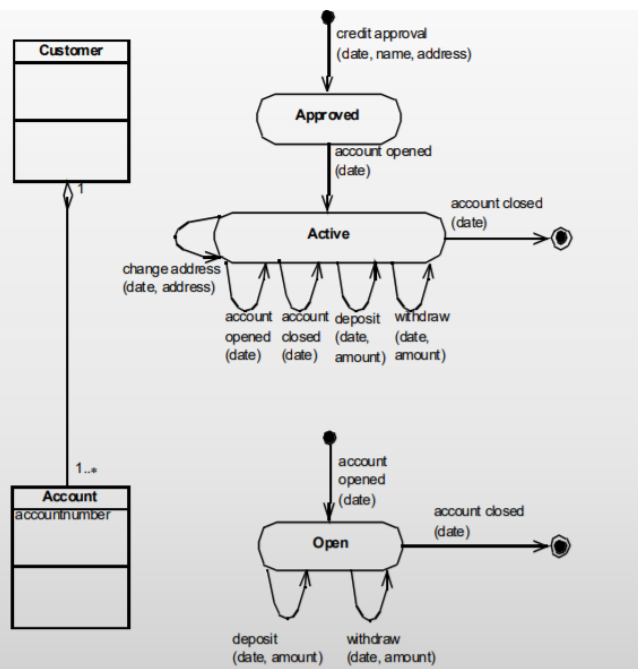 Customer
1
1..*
Account
accountnumber
credit approval
(date, name, address)
Approved
account opened
(date)
Active
account closed
(date)
change address
(date, address)
account
opened
(date)
account
closed
(date)
deposit
(date,
amount)
withdraw
(date,
amount)
account
opened
(date)
Open
account closed
(date)
deposit
(date, amount)
withdraw
(date, amount)